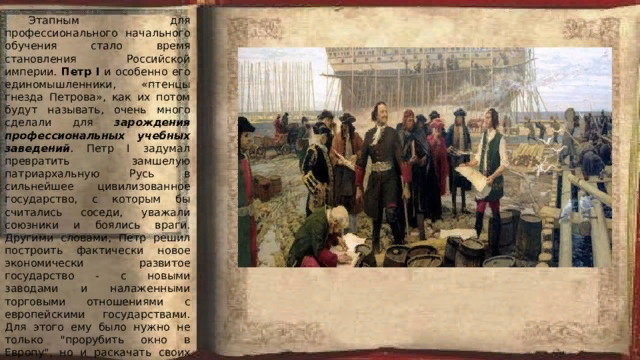 Этапным для
профессионального начального
обучения стало время
становления Российской
империи. Петр I и особенно его
единомышленники, «птенцы
гнезда Петрова», как их потом
будут называть, очень много
сделали для зарождения
профессиональных учебных
заведений. Петр I задумал
превратить замшелую
патриархальную Русь в
сильнейшее цивилизованное
государство, с которым бы
считались соседи, уважали
союзники и боялись враги.
Другими словами, Петр решил
построить фактически новое
экономически развитое
государство - с новыми
заводами и налаженными
торговыми отношениями с
европейскими государствами.
Для этого ему было нужно не
только "прорубить окно в
Европу", но и раскачать своих